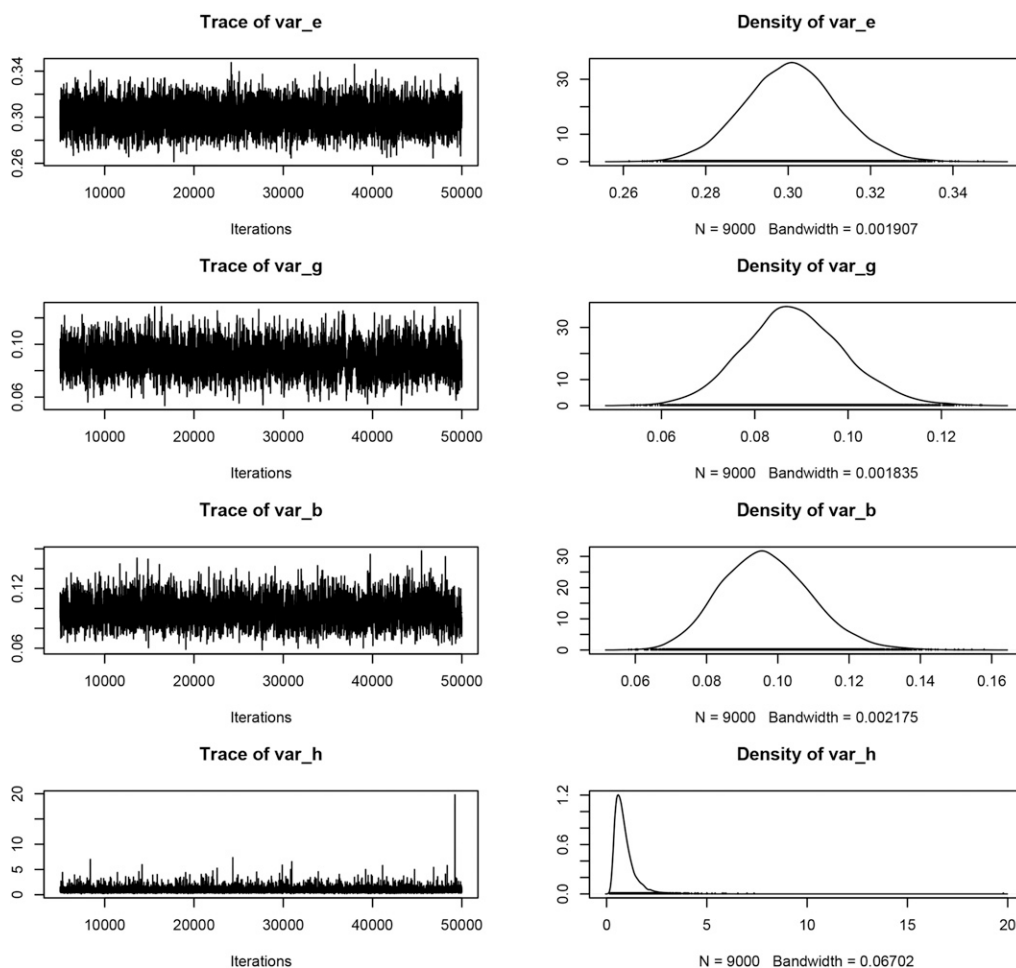 Trace of var_e
0.26 0.30 0.34
10000 20000 30000 40000 50000
Iterations
Density of var_e
0 10 30
0.26 0.28 0.30 0.32 0.34
N = 9000 Bandwidth = 0.001907
Trace of var_g
0.06 0.10
10000 20000 30000 40000 50000
Iterations
Density of var_g
0 10 30
0.06 0.08 0.10 0.12
N = 9000 Bandwidth = 0.001835
Trace of var_b
0.06 0.12
10000 20000 30000 40000 50000
Iterations
Density of var_b
0 10 20 30
0.06 0.08 0.10 0.12 0.14 0.16
N = 9000 Bandwidth = 0.002175
Trace of var_h
0 5 10 20
10000 20000 30000 40000 50000
Iterations
Density of var_h
0.0 0.6 1.2
0 5 10 15 20
N = 9000 Bandwidth = 0.06702